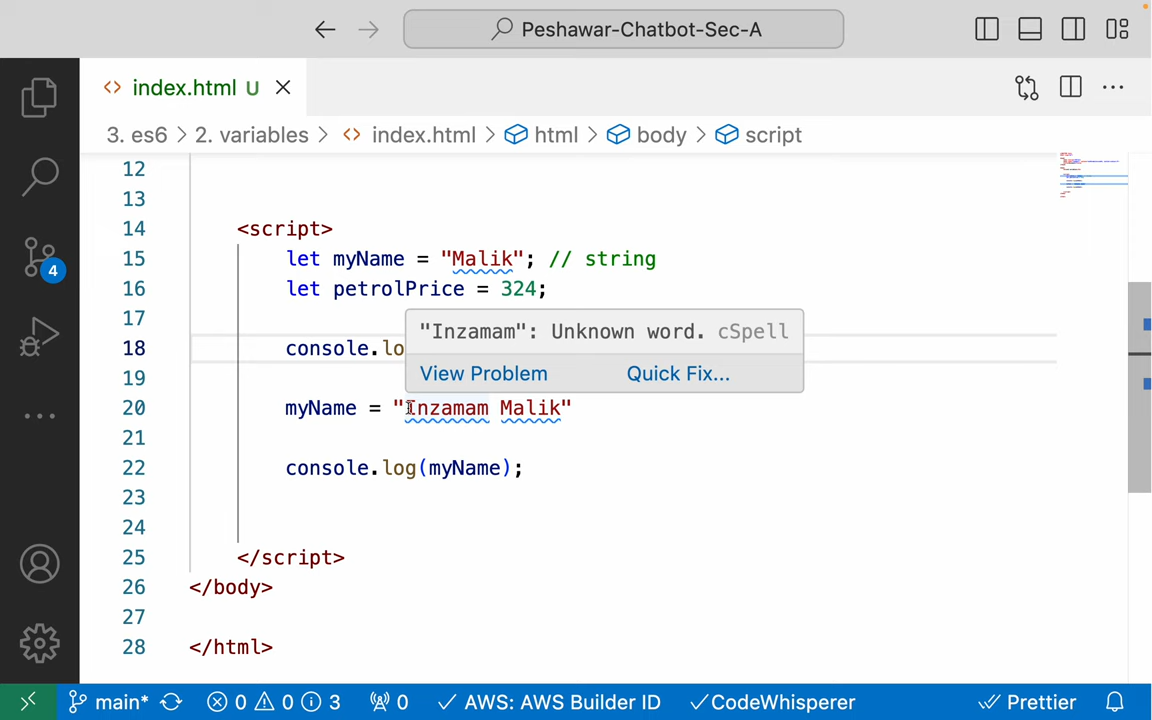 Peshawar-Chatbot-Sec-A
index.html U
3. es6 > 2. variables > index.html > html > body > script
12
13
14 <script>
15 let myName = "Malik"; // string
16 let petrolPrice = 324;
17
"Inzamam": Unknown word. cSpell
18 console.lo
View Problem Quick Fix...
19
20 myName = "Inzamam Malik"
21
22 console.log(myName);
23
24
25 </script>
26 </body>
27
28 </html>
4
main* 0 0 3 0 AWS: AWS Builder ID CodeWhisperer Prettier